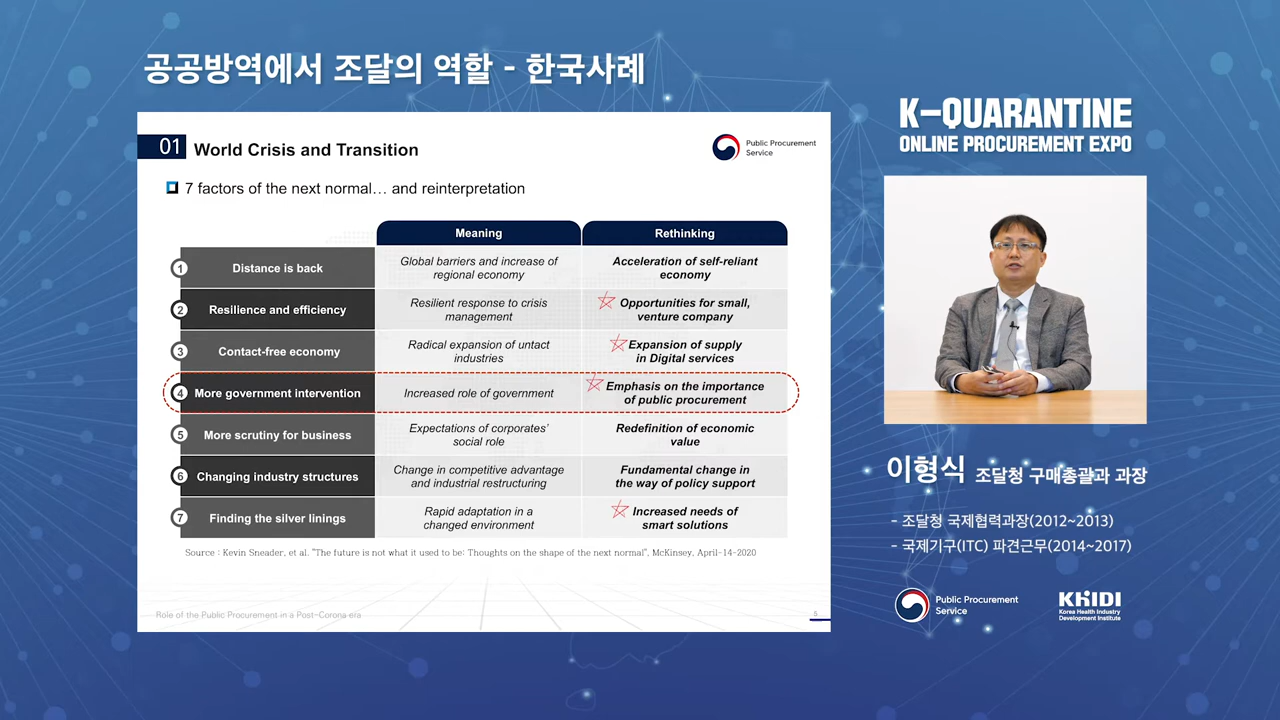 공공방역에서 조달의 역할 - 한국사례
K-QUARANTINE
ONLINE PROCUREMENT EXPO
01
World Crisis and Transition
Public Procurement
Service
7 factors of the next normal… and reinterpretation
Meaning
Rethinking
1
Distance is back
Global barriers and increase of
regional economy
Acceleration of self-reliant
economy
2
Resilience and efficiency
Resilient response to crisis
management
Opportunities for small,
venture company
3
Contact-free economy
Radical expansion of untact
industries
Expansion of supply
in Digital services
4
More government intervention
Increased role of government
Emphasis on the importance
of public procurement
5
More scrutiny for business
Expectations of corporates'
social role
Redefinition of economic
value
6
Changing industry structures
Change in competitive advantage
and industrial restructuring
Fundamental change in
the way of policy support
7
Finding the silver linings
Rapid adaptation in a
changed environment
Increased needs of
smart solutions
Source : Kevin Sneader, et al. "The future is not what it used to be: Thoughts on the shape of the next normal", McKinsey, April-14-2020
Role of the Public Procurement in a Post-Corona era
5
이형식 조달청 구매총괄과 과장
- 조달청 국제협력과장(2012~2013)
- 국제기구(ITC) 파견근무(2014~2017)
Public Procurement
Service
KHIDI
Korea Health Industry
Development Institute